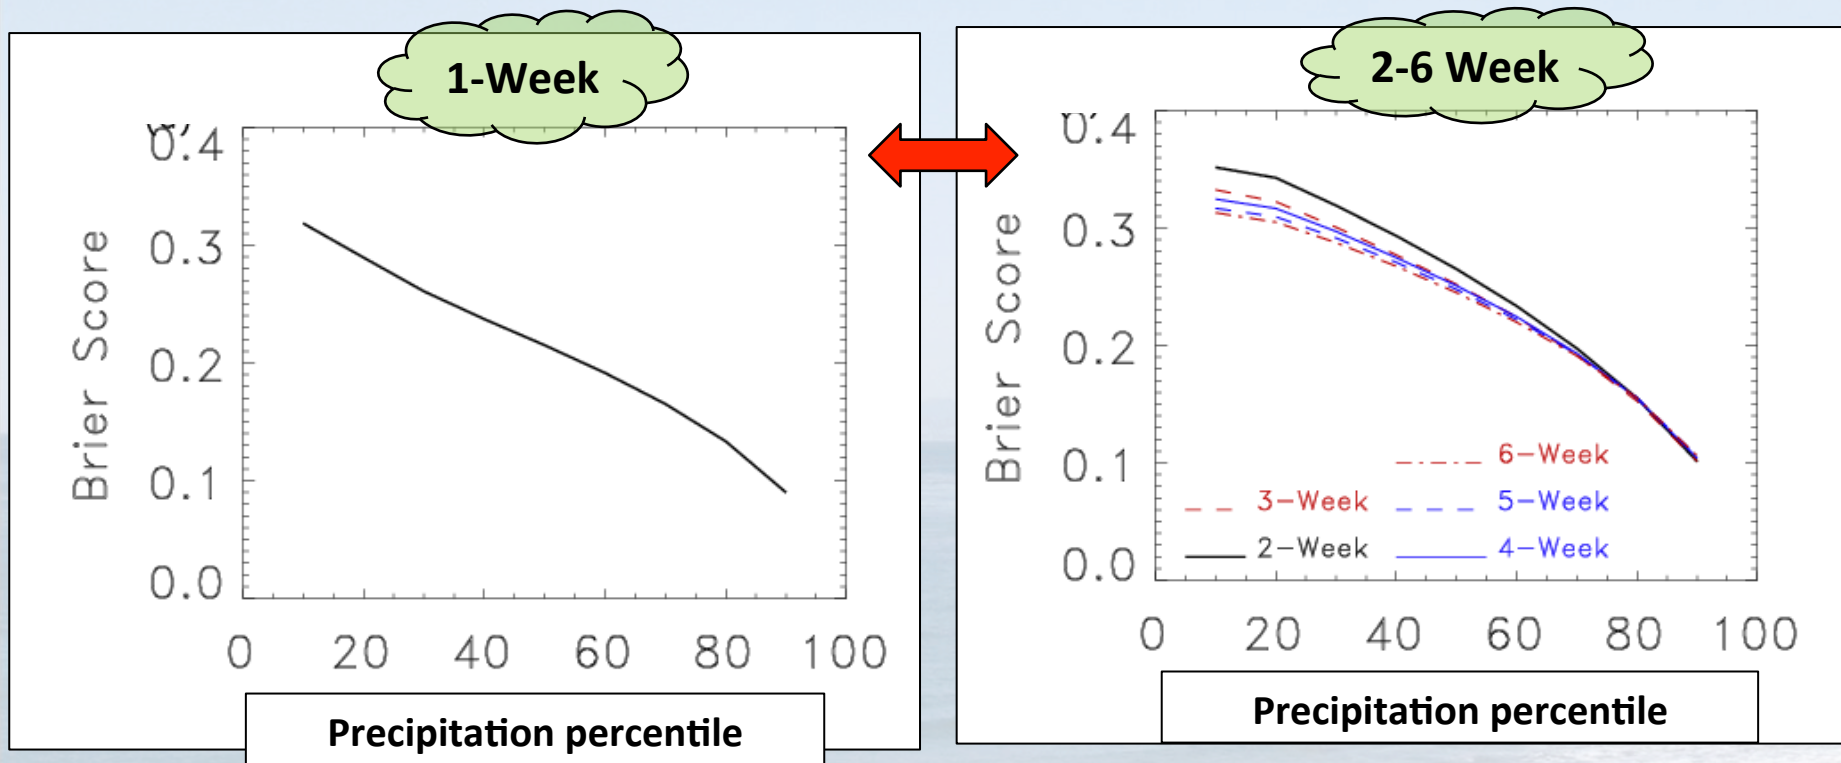 1-Week
0.4
0.3
0.2
0.1
0.0
Brier Score
0 20 40 60 80 100
Precipitation percentile
2-6 Week
0.4
0.3
0.2
0.1
0.0
Brier Score
6-Week
3-Week 5-Week
2-Week 4-Week
0 20 40 60 80 100
Precipitation percentile